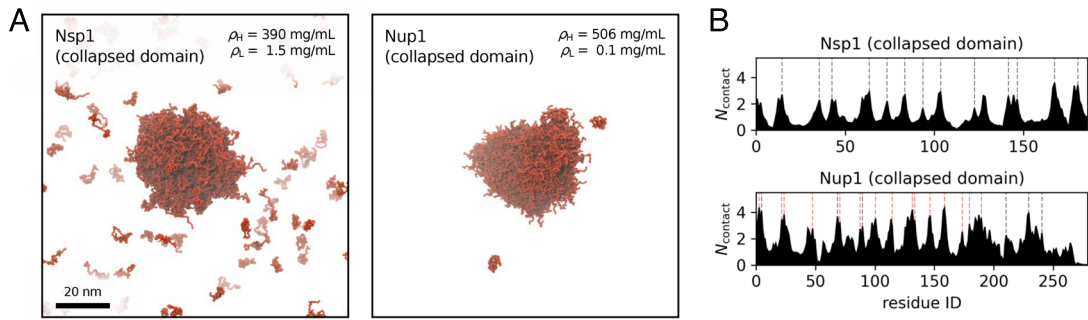 A
Nsp1
(collapsed domain)
ρH = 390 mg/mL
ρL = 1.5 mg/mL
20 nm
Nup1
(collapsed domain)
ρH = 506 mg/mL
ρL = 0.1 mg/mL
B
Nsp1 (collapsed domain)
Ncontact
4
2
0
0 50 100 150
Nup1 (collapsed domain)
Ncontact
4
2
0
0 50 100 150 200 250
residue ID